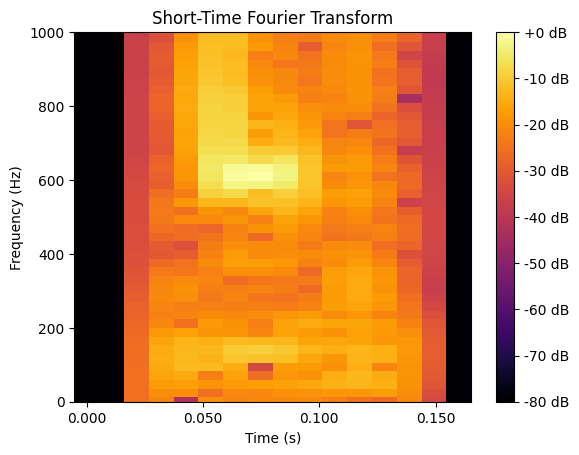 Short-Time Fourier Transform
Frequency (Hz)
1000
800
600
400
200
0
0.000
0.050
0.100
0.150
Time (s)
+0 dB
-10 dB
-20 dB
-30 dB
-40 dB
-50 dB
-60 dB
-70 dB
-80 dB